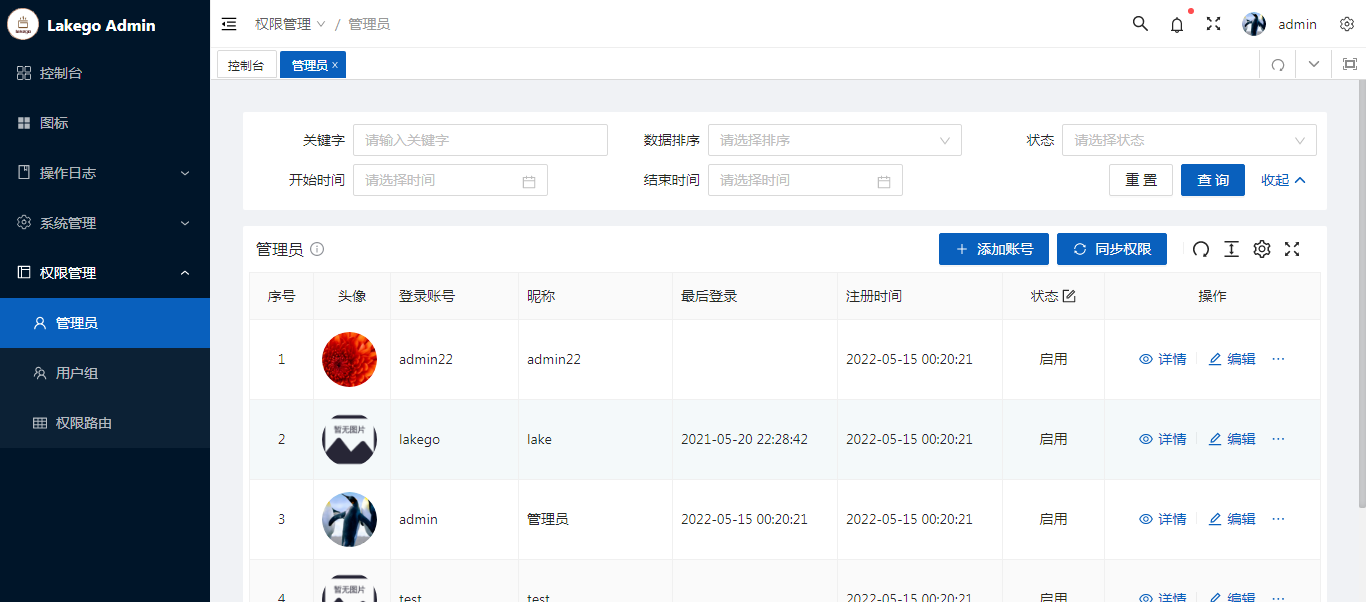 Lakego Admin
控制台
图标
操作日志
系统管理
权限管理
管理员
用户组
权限路由
权限管理 / 管理员
admin
控制台 管理员 ×
关键字 请输入关键字 数据排序 请选择排序 状态 请选择状态
开始时间 请选择时间 结束时间 请选择时间 重 置 查 询 收起
管理员 添加账号 同步权限
序号 头像 登录账号 昵称 最后登录 注册时间 状态 操作
1 admin22 admin22 2022-05-15 00:20:21 启用 详情 编辑 ···
2 暂无图片 lakego lake 2021-05-20 22:28:42 2022-05-15 00:20:21 启用 详情 编辑 ···
3 admin 管理员 2022-05-15 00:20:21 2022-05-15 00:20:21 启用 详情 编辑 ···
4 暂无图片 test test 2022-05-15 00:20:21 启用 详情 编辑 ···